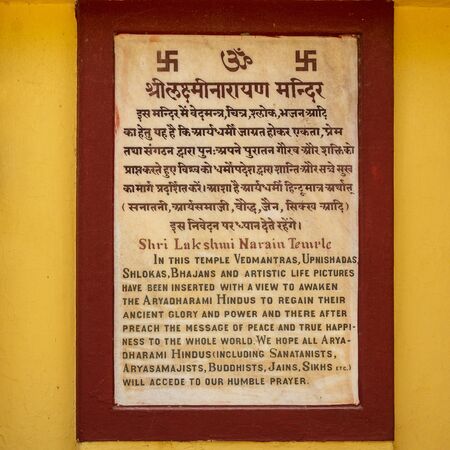 卐 ॐ 卐
श्रीलक्ष्मीनारायण मन्दिर
इस मन्दिर में वेदमन्त्र, चित्र, श्लोक, भजन आदि
का हेतु यह है कि आर्यधर्मी जाग्रत होकर एकता, प्रेम
तथा संगठन द्वारा पुनः अपने पुरातन गौरव और शक्ति को
प्राप्त करते हुए विश्व को धर्मोपदेश द्वारा शान्ति और सच्चे सुख
का मार्ग प्रदर्शित करें। आशा है आर्यधर्मी हिन्दू मात्र अर्थात्
(सनातनी, आर्यसमाजी, बौद्ध, जैन, सिक्ख आदि)
इस निवेदन पर ध्यान देते रहेंगे।
Shri Lakshmi Narain Temple
IN THIS TEMPLE VEDMANTRAS, UPNISHADAS,
SHLOKAS, BHAJANS AND ARTISTIC LIFE PICTURES
HAVE BEEN INSERTED WITH A VIEW TO AWAKEN
THE ARYADHARAMI HINDUS TO REGAIN THEIR
ANCIENT GLORY AND POWER AND THERE AFTER
PREACH THE MESSAGE OF PEACE AND TRUE HAPPI-
NESS TO THE WHOLE WORLD. WE HOPE ALL ARYA-
DHARAMI HINDUS (INCLUDING SANATANISTS,
ARYASAMAJISTS, BUDDHISTS, JAINS, SIKHS ETC.)
WILL ACCEDE TO OUR HUMBLE PRAYER.